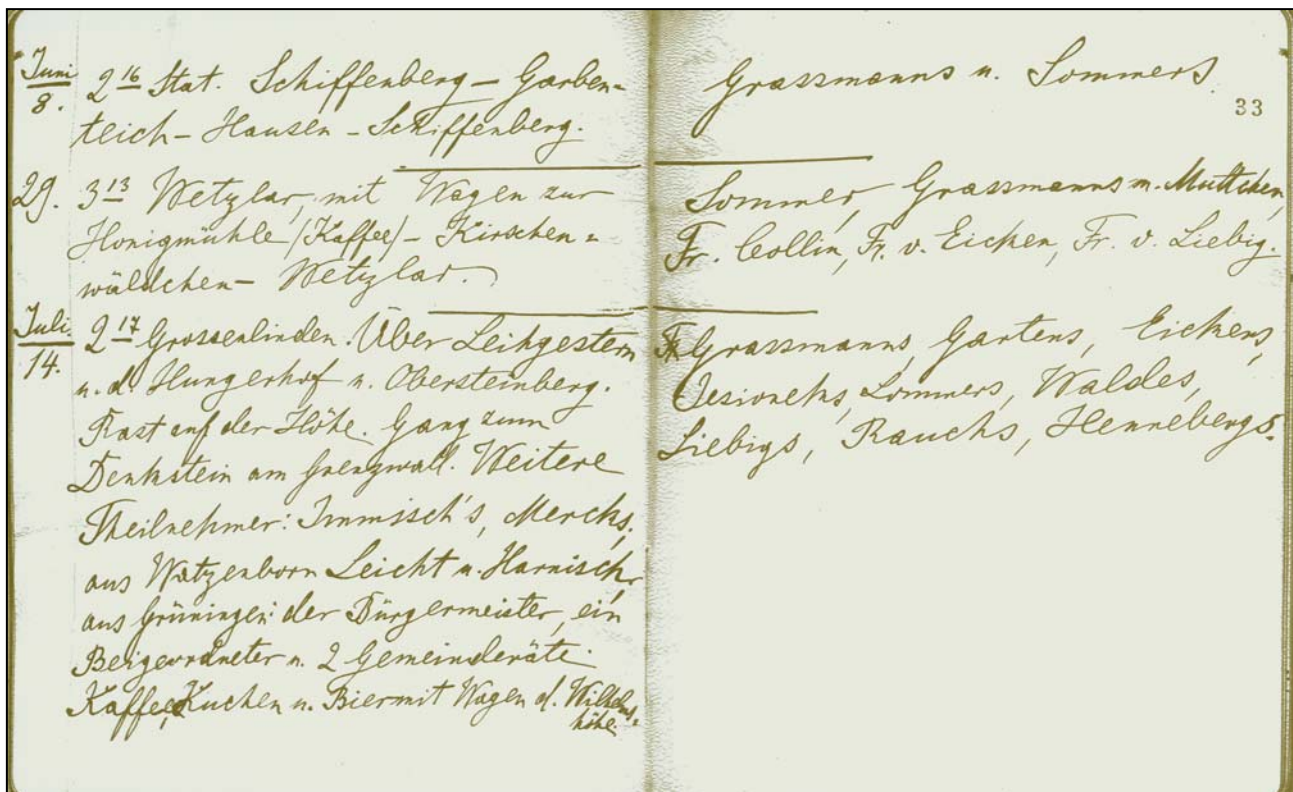 Juni
8. 2 16 Stat. Schiffenberg – Garben=
teich – Hausen – Schiffenberg.
29. 3 13 Wetzlar, mit Wagen zur
Honigmühle (Kaffee) – Kirschen=
wäldchen – Wetzlar.
Juli.
14. 2 17 Grossenlinden. Über Leihgestern
u. d. Hungerhof n. Obersteinberg.
Rast auf der Höhe. Gang zum
Denkstein am Grenzwall. Weitere
Theilnehmer: Immisch's, Mercks,
aus Watzenborn Leicht u. Harnisch,
aus Grüningen: der Bürgermeister, ein
Beigeordneter u. 2 Gemeinderäte.
Kaffee, Kuchen u. Bier mit Wagen d. Wilhelms=
höhe.
Grassmanns u. Sommers.
33
Sommer, Grassmanns m. Muttchen,
Fr. Collin, Fr. v. Eicken, Fr. v. Liebig.
Grassmanns, Gartens, Eickens,
Jesioneks, Sommers, Waldes,
Liebigs, Rauchs, Hennebergs.